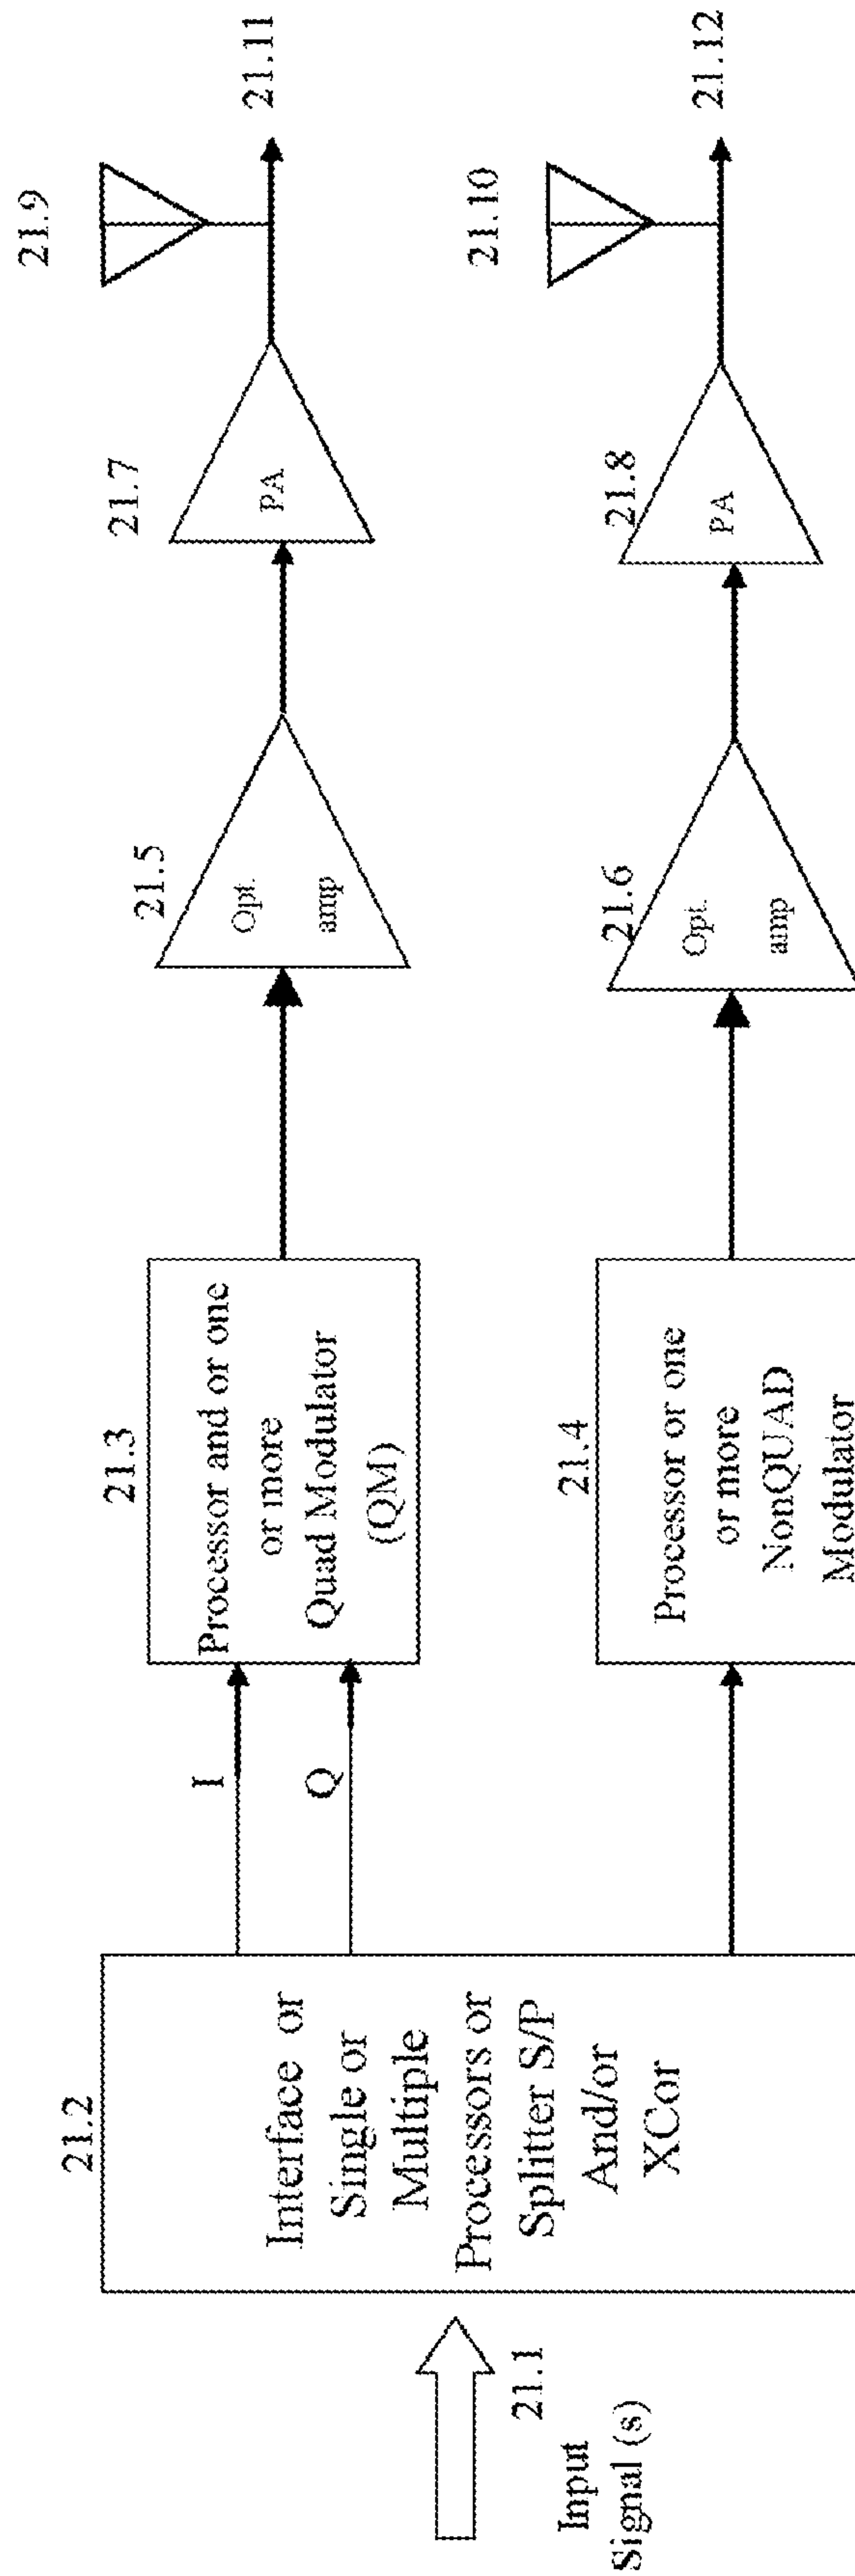 21.1
Input
Signal (s)
21.2
Interface or
Single or
Multiple
Processors or
Splitter S/P
And/or
XCor
I
Q
21.3
Processor and or one
or more
Quad Modulator
(QM)
21.4
Processor or one
or more
NonQUAD
Modulator
21.5
Opt.
amp
21.6
Opt.
amp
21.7
PA
21.8
PA
21.9
21.10
21.11
21.12